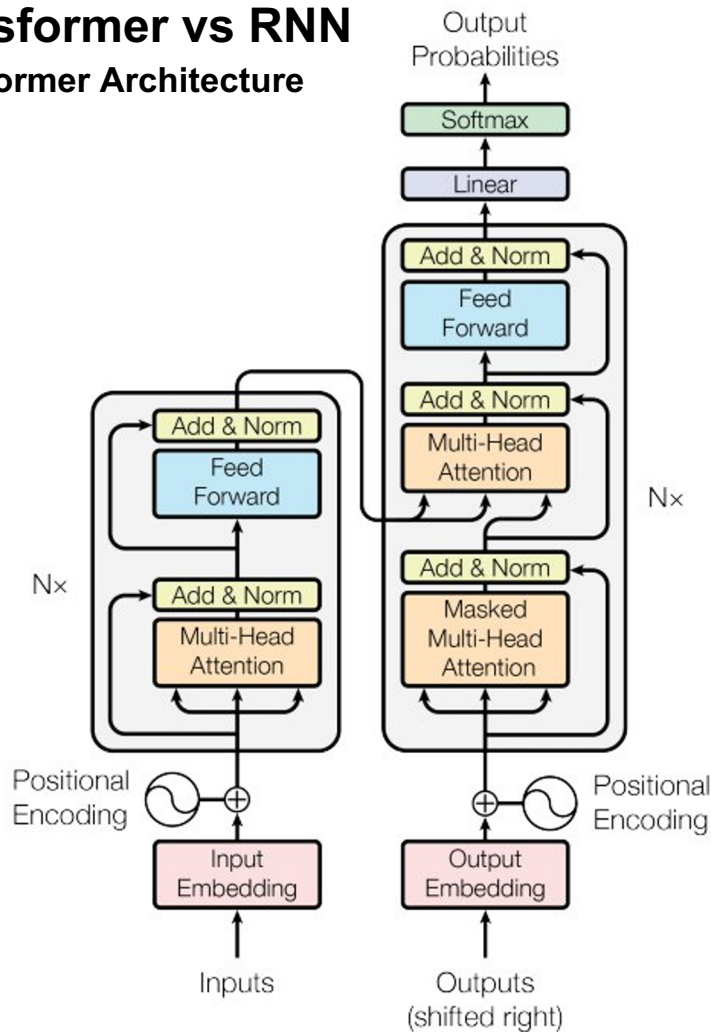 sformer vs RNN
ormer Architecture
Output
Probabilities
Softmax
Linear
Add & Norm
Feed
Forward
Add & Norm
Multi-Head
Attention
N×
Add & Norm
Masked
Multi-Head
Attention
Add & Norm
Feed
Forward
N×
Add & Norm
Multi-Head
Attention
Positional
Encoding
Positional
Encoding
Input
Embedding
Output
Embedding
Inputs
Outputs
(shifted right)